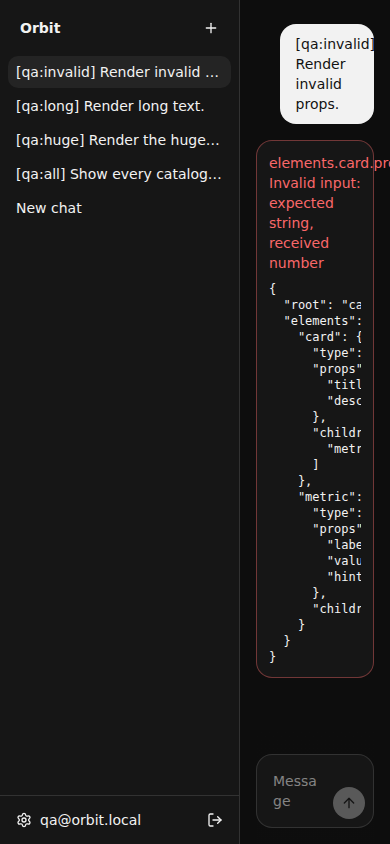 Orbit
[qa:invalid] Render invalid ...
[qa:long] Render long text.
[qa:huge] Render the huge...
[qa:all] Show every catalog...
New chat
qa@orbit.local
[qa:invalid]
Render
invalid
props.
elements.card.pr
Invalid input:
expected
string,
received
number
{
  "root": "ca
  "elements":
    "card": {
      "type":
      "props"
        "titl
        "desc
      },
      "childr
        "metr
      ]
    },
    "metric":
      "type":
      "props"
        "labe
        "valu
        "hint
      },
      "childr
    }
  }
}
Messa
ge